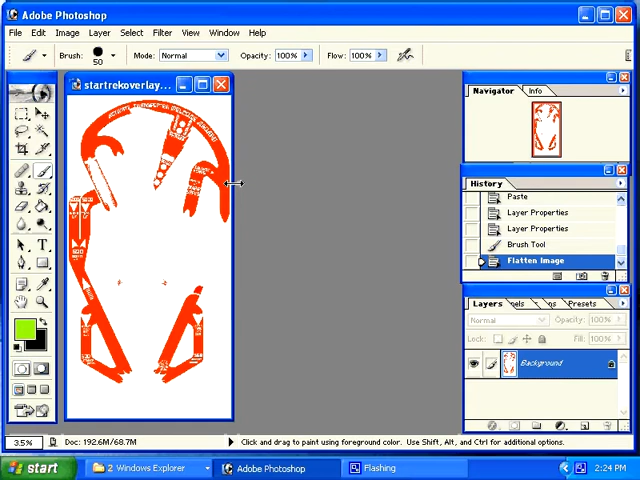 Adobe Photoshop
File Edit Image Layer Select Filter View Window Help
Brush: 50 Mode: Normal Opacity: 100% Flow: 100%
startrekoverlay_...
Navigator Info
History
Paste
Layer Properties
Layer Properties
Brush Tool
Flatten Image
Layers Presets
Normal Opacity: 100%
Lock: Fill: 100%
Background
3.5% Doc: 192.6M/68.7M Click and drag to paint using foreground color. Use Shift, Alt, and Ctrl for additional options.
start 2 Windows Explorer Adobe Photoshop Flashing 2:24 PM